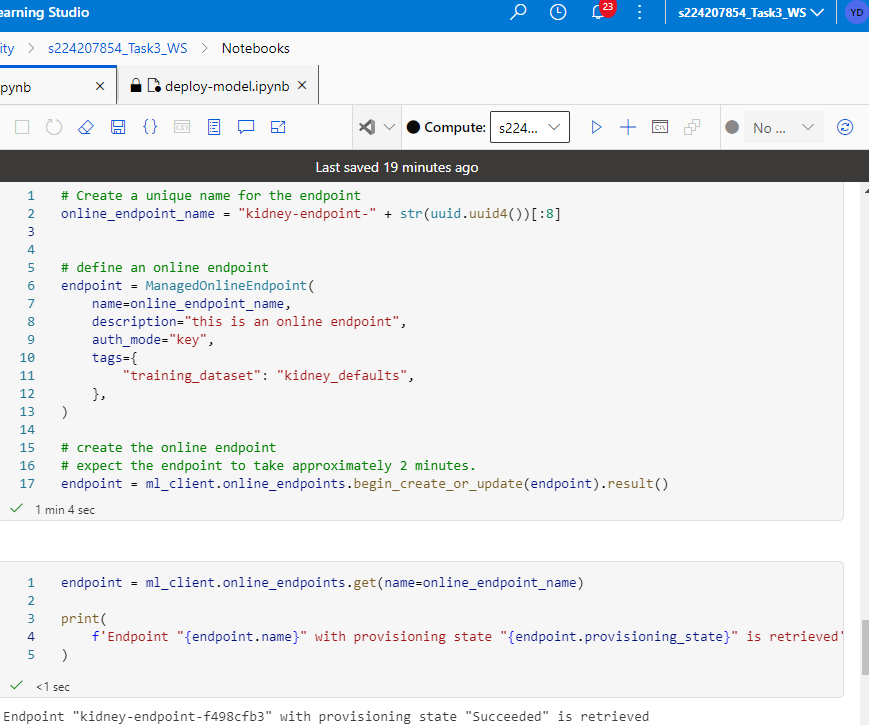 earning Studio
23
s224207854_Task3_WS
YD
ity > s224207854_Task3_WS > Notebooks
pynb ×
deploy-model.ipynb ×
Compute: s224... No ...
Last saved 19 minutes ago
1 # Create a unique name for the endpoint
2 online_endpoint_name = "kidney-endpoint-" + str(uuid.uuid4())[:8]
3
4
5 # define an online endpoint
6 endpoint = ManagedOnlineEndpoint(
7     name=online_endpoint_name,
8     description="this is an online endpoint",
9     auth_mode="key",
10     tags={
11         "training_dataset": "kidney_defaults",
12     },
13 )
14
15 # create the online endpoint
16 # expect the endpoint to take approximately 2 minutes.
17 endpoint = ml_client.online_endpoints.begin_create_or_update(endpoint).result()
1 min 4 sec
1 endpoint = ml_client.online_endpoints.get(name=online_endpoint_name)
2
3 print(
4     f'Endpoint "{endpoint.name}" with provisioning state "{endpoint.provisioning_state}" is retrieved'
5 )
<1 sec
Endpoint "kidney-endpoint-f498cfb3" with provisioning state "Succeeded" is retrieved